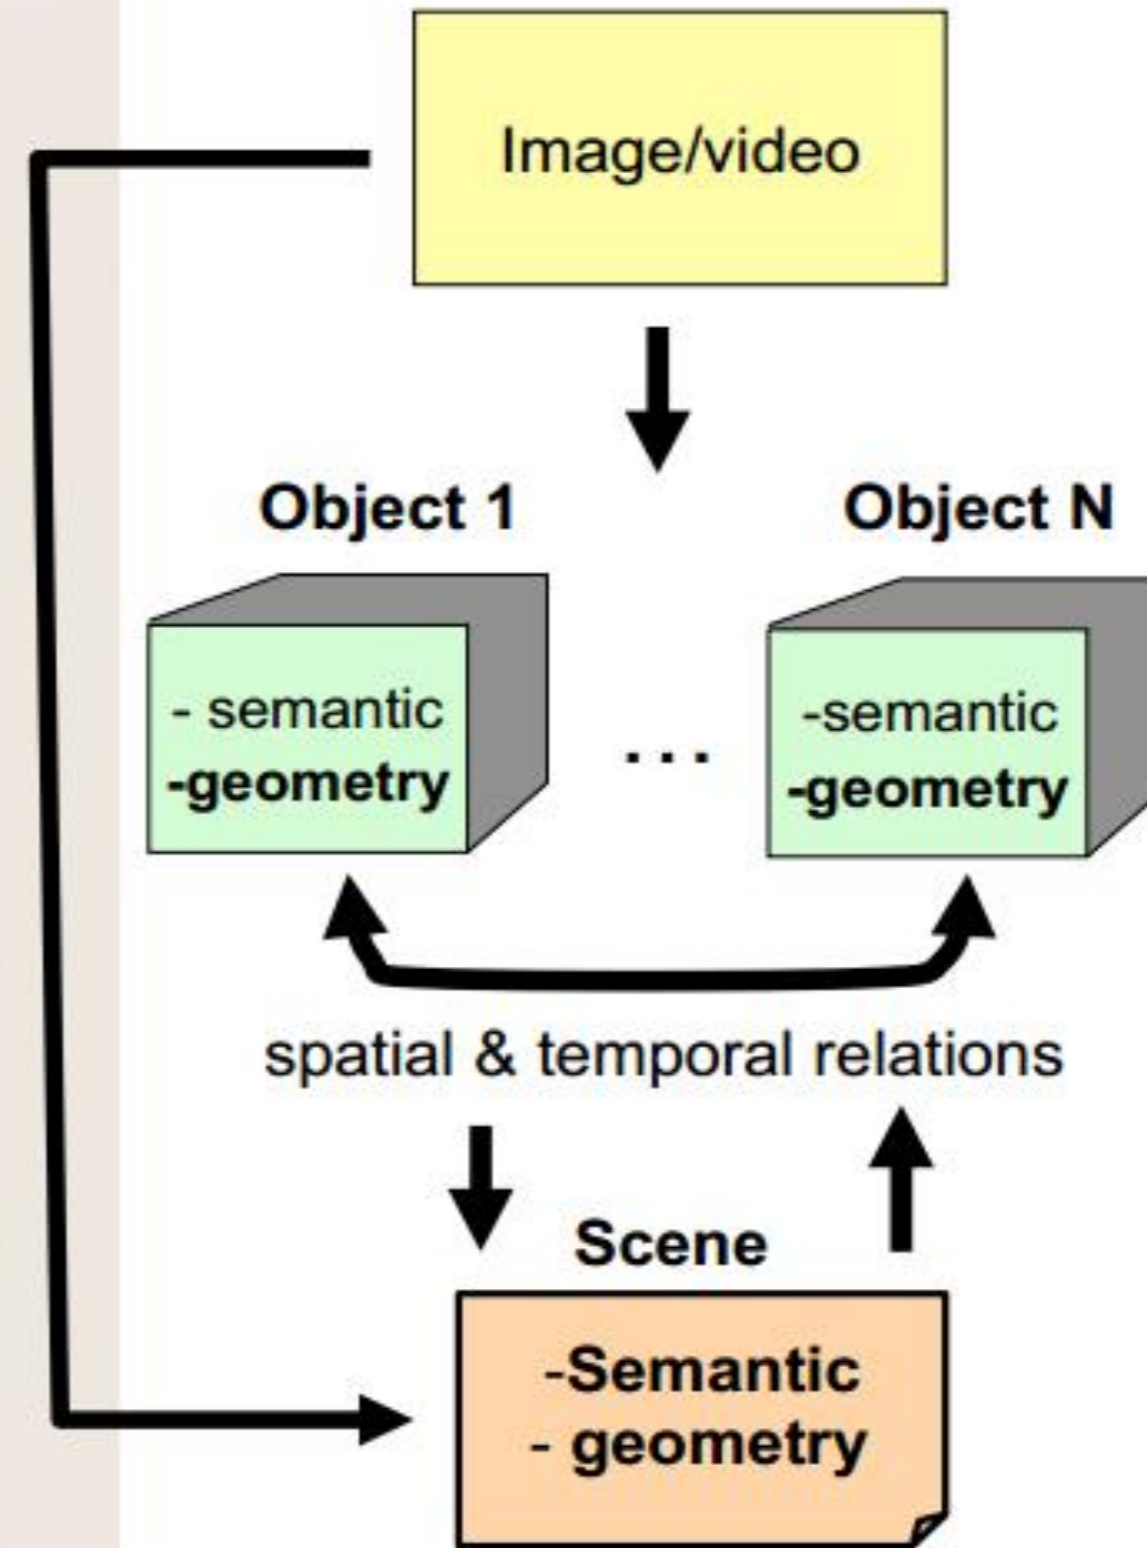 Image/video
Object 1
Object N
- semantic
-geometry
...
-semantic
-geometry
spatial & temporal relations
Scene
-Semantic
- geometry